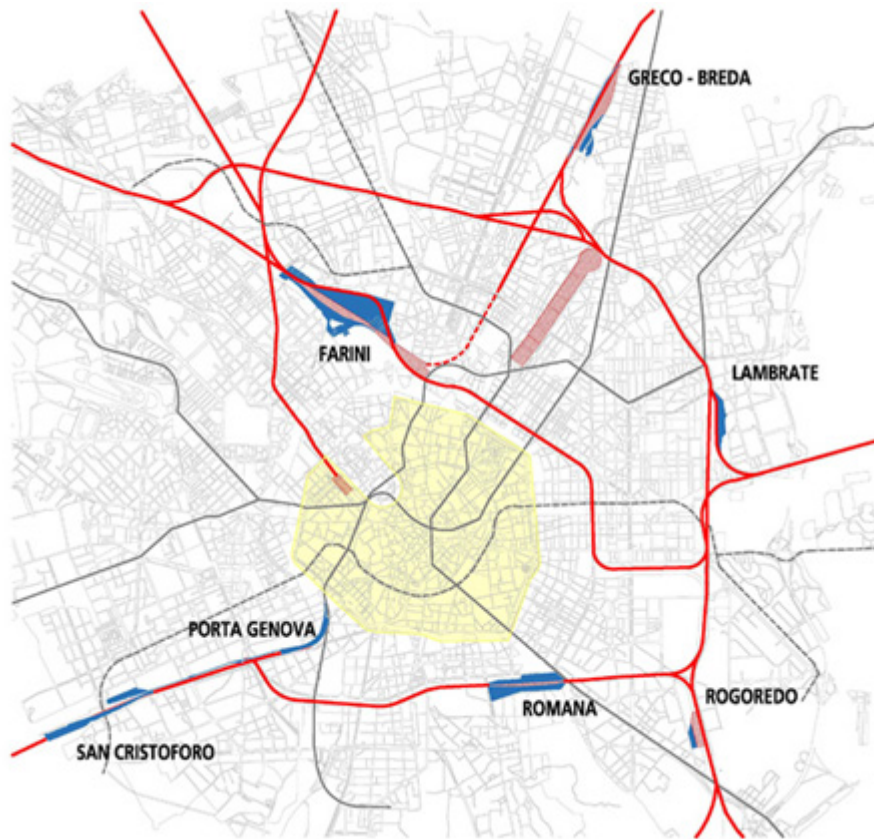 GRECO - BREDA
FARINI
LAMBRATE
PORTA GENOVA
ROMANA
ROGOREDO
SAN CRISTOFORO